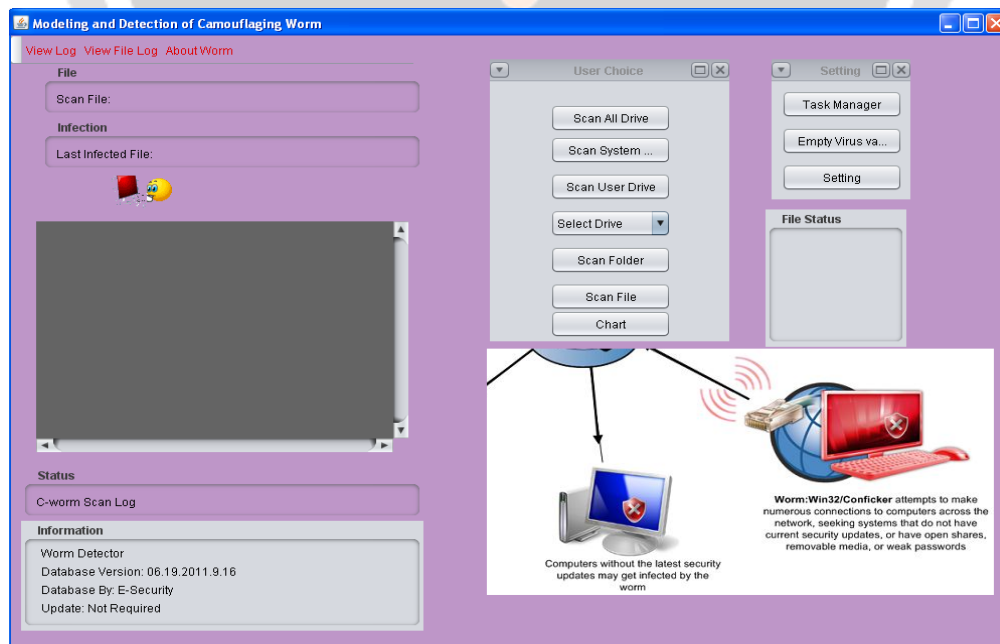 Modeling and Detection of Camouflaging Worm
View Log View File Log About Worm
File
Scan File:
Infection
Last Infected File:
Status
C-worm Scan Log
Information
Worm Detector
Database Version: 06.19.2011.9.16
Database By: E-Security
Update: Not Required
User Choice
Scan All Drive
Scan System ...
Scan User Drive
Select Drive
Scan Folder
Scan File
Chart
Setting
Task Manager
Empty Virus va...
Setting
File Status
Computers without the latest security
updates may get infected by the
worm
Worm:Win32/Conficker attempts to make
numerous connections to computers across the
network, seeking systems that do not have
current security updates, or have open shares,
removable media, or weak passwords